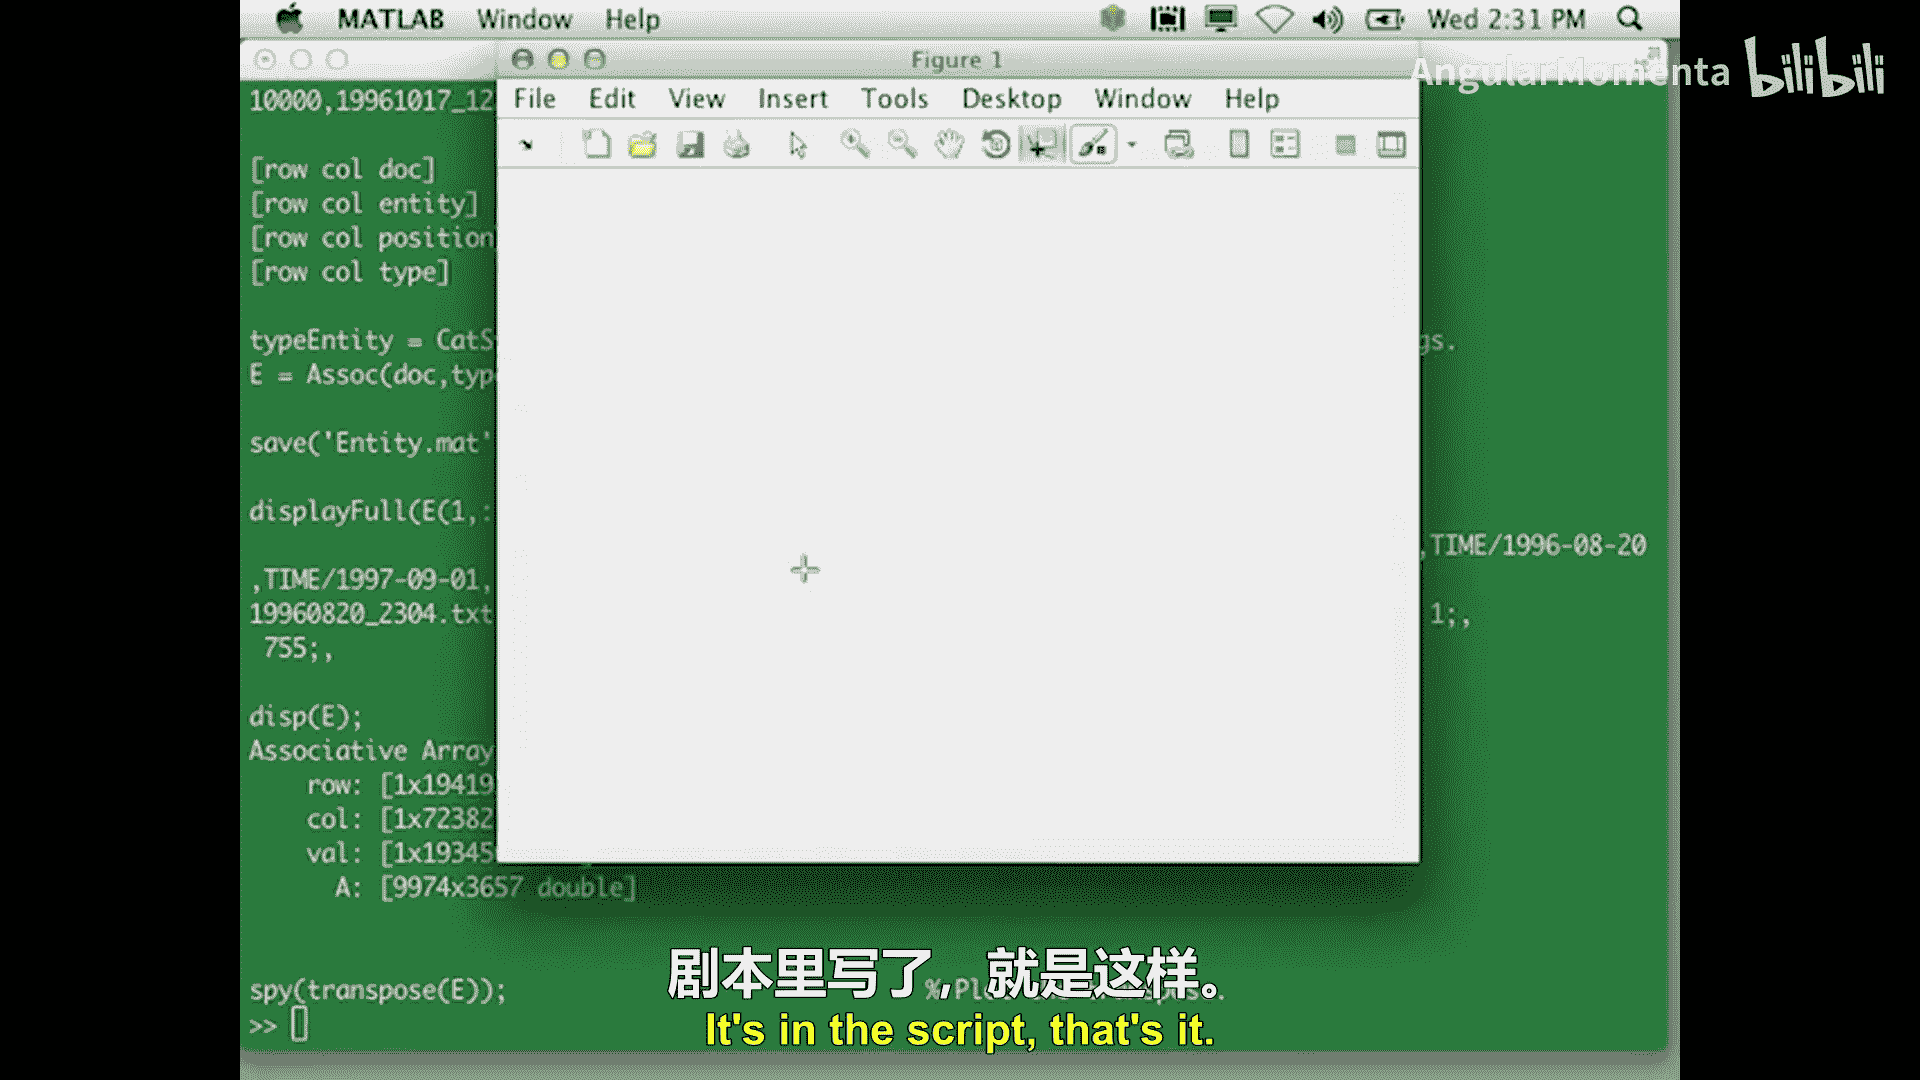 MATLAB Window Help Wed 2:31 PM
Figure 1
AngularMomenta bilibili
File Edit View Insert Tools Desktop Window Help
10000,19961017_12
[row col doc]
[row col entity]
[row col position
[row col type]
typeEntity = CatS gs.
E = Assoc(doc,typ
save('Entity.mat'
displayFull(E(1,:
,TIME/1996-08-20
,TIME/1997-09-01,
19960820_2304.txt 1;,
755;,
disp(E);
Associative Array
row: [1x19419
col: [1x72382
val: [1x19345
A: [9974x3657 double]
spy(transpose(E));
>>
剧本里写了，就是这样。
It's in the script, that's it.